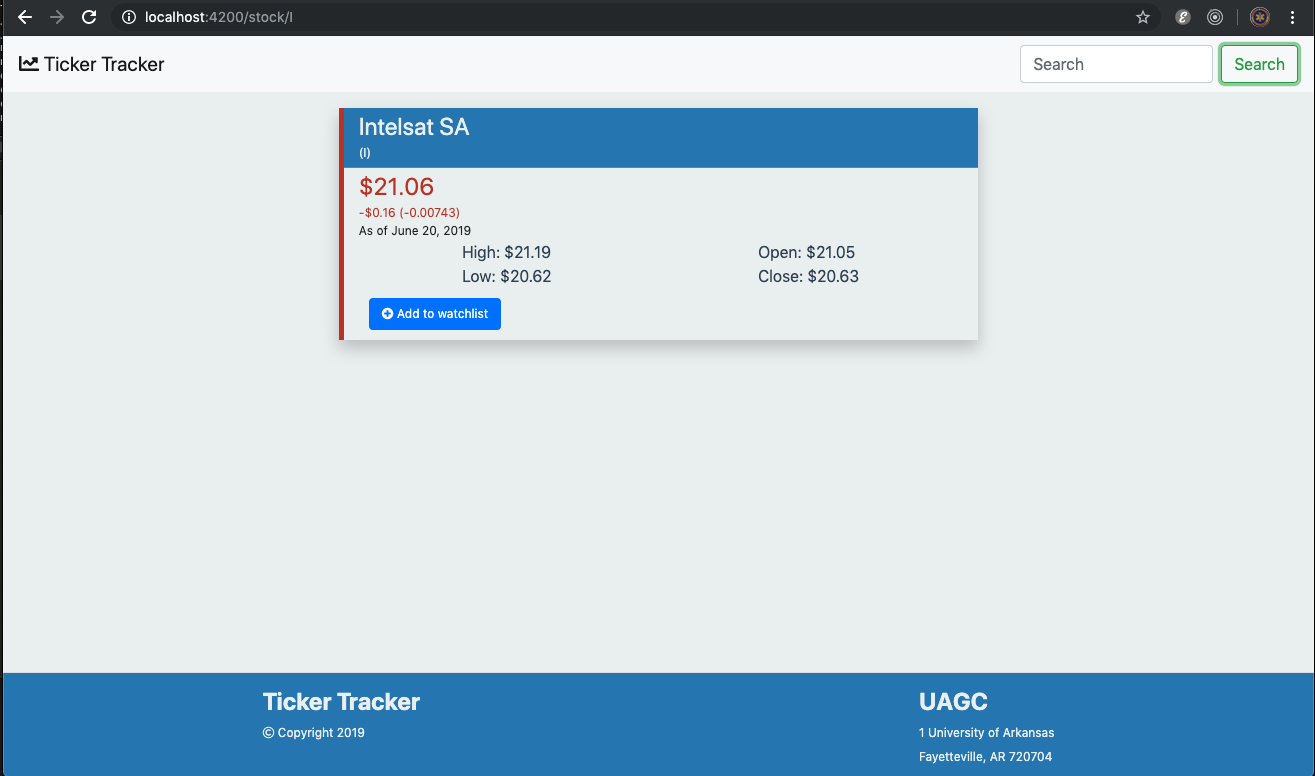 localhost:4200/stock/I
Ticker Tracker
Search
Search
Intelsat SA
(I)
$21.06
-$0.16 (-0.00743)
As of June 20, 2019
High: $21.19
Open: $21.05
Low: $20.62
Close: $20.63
Add to watchlist
Ticker Tracker
© Copyright 2019
UAGC
1 University of Arkansas
Fayetteville, AR 720704